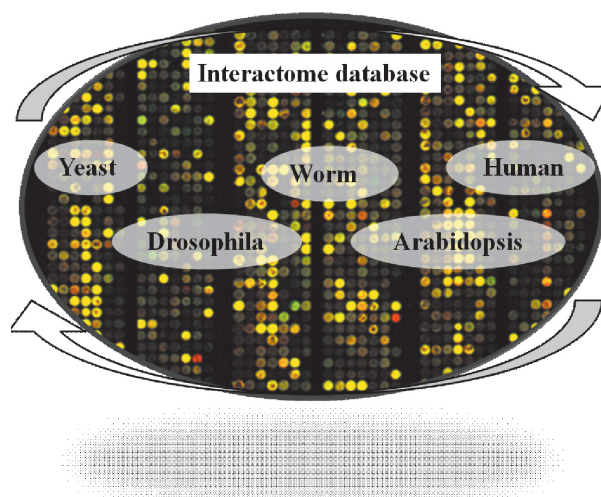 Interactome database
Yeast
Worm
Human
Drosophila
Arabidopsis